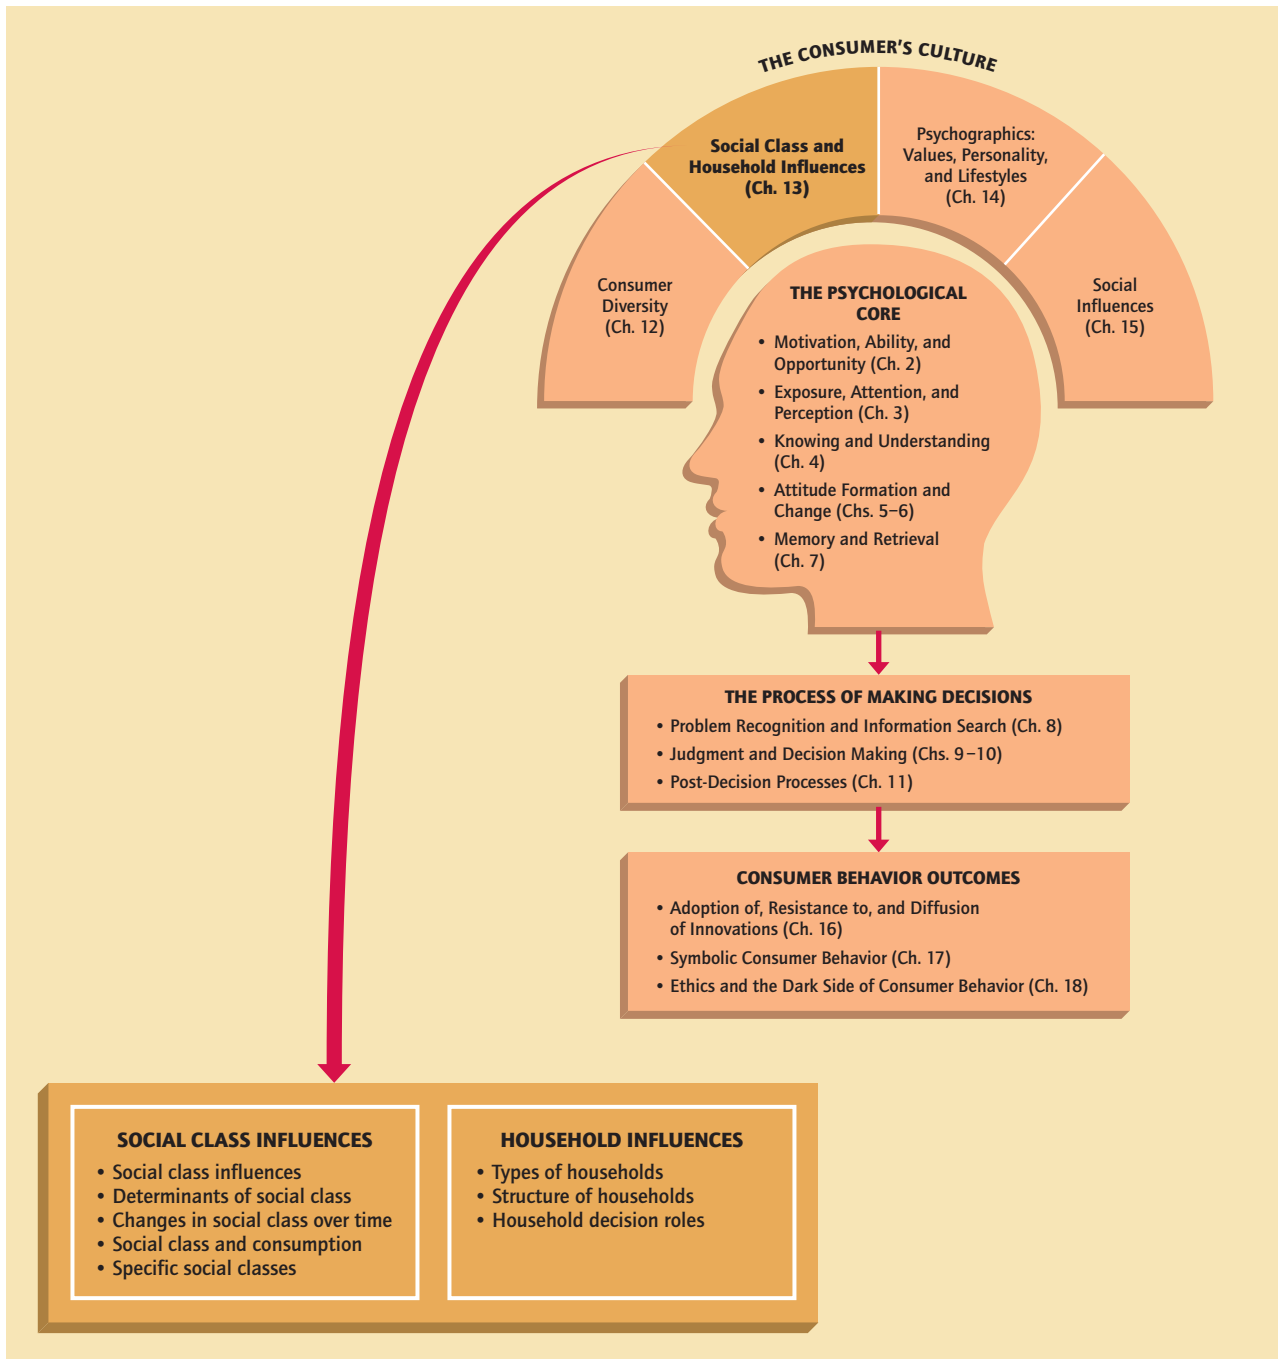 THE CONSUMER'S CULTURE
Social Class and
Household Influences
(Ch. 13)
Psychographics:
Values, Personality,
and Lifestyles
(Ch. 14)
Consumer
Diversity
(Ch. 12)
Social
Influences
(Ch. 15)
THE PSYCHOLOGICAL
CORE
• Motivation, Ability, and
Opportunity (Ch. 2)
• Exposure, Attention, and
Perception (Ch. 3)
• Knowing and Understanding
(Ch. 4)
• Attitude Formation and
Change (Chs. 5–6)
• Memory and Retrieval
(Ch. 7)
THE PROCESS OF MAKING DECISIONS
• Problem Recognition and Information Search (Ch. 8)
• Judgment and Decision Making (Chs. 9–10)
• Post-Decision Processes (Ch. 11)
CONSUMER BEHAVIOR OUTCOMES
• Adoption of, Resistance to, and Diffusion
of Innovations (Ch. 16)
• Symbolic Consumer Behavior (Ch. 17)
• Ethics and the Dark Side of Consumer Behavior (Ch. 18)
SOCIAL CLASS INFLUENCES
• Social class influences
• Determinants of social class
• Changes in social class over time
• Social class and consumption
• Specific social classes
HOUSEHOLD INFLUENCES
• Types of households
• Structure of households
• Household decision roles